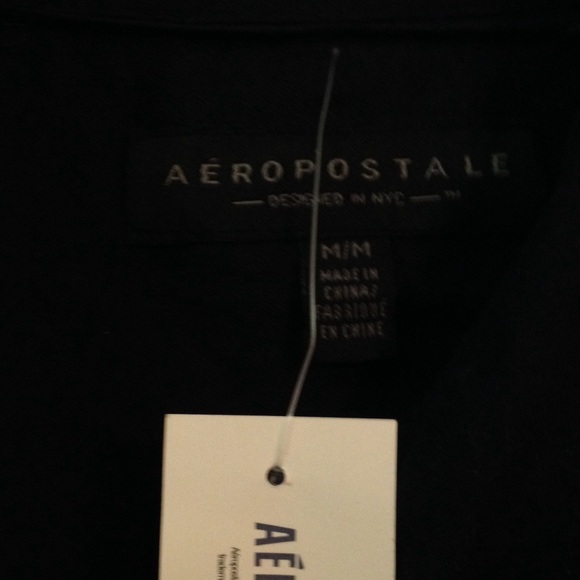 AÉROPOSTALE
— DESIGNED IN NYC — ™
M/M
MADE IN
CHINA/
FABRIQUÉ
EN CHINE
AÉ